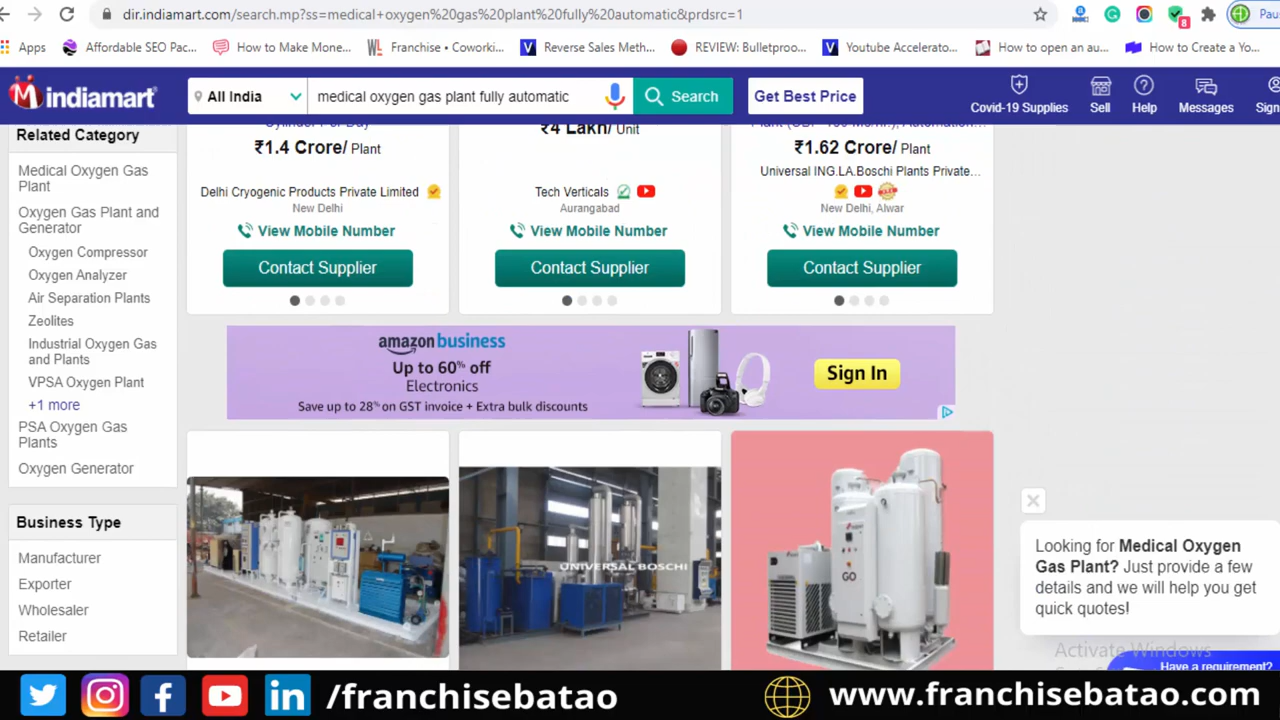 dir.indiamart.com/search.mp?ss=medical+oxygen%20gas%20plant%20fully%20automatic&prdsrc=1
8
Pau
Apps
Affordable SEO Pac...
How to Make Mone...
Franchise • Coworki...
Reverse Sales Meth...
REVIEW: Bulletproo...
Youtube Accelerato...
How to open an au...
How to Create a Yo...
indiamart
All India
medical oxygen gas plant fully automatic
Search
Get Best Price
Covid-19 Supplies
Sell
Help
Messages
Sign
Related Category
Medical Oxygen Gas
Plant
Oxygen Gas Plant and
Generator
Oxygen Compressor
Oxygen Analyzer
Air Separation Plants
Zeolites
Industrial Oxygen Gas
and Plants
VPSA Oxygen Plant
+1 more
PSA Oxygen Gas
Plants
Oxygen Generator
Business Type
Manufacturer
Exporter
Wholesaler
Retailer
Cylinder Per Day
₹1.4 Crore/ Plant
Delhi Cryogenic Products Private Limited
New Delhi
View Mobile Number
Contact Supplier
₹4 Lakh/ Unit
Tech Verticals
Aurangabad
View Mobile Number
Contact Supplier
₹1.62 Crore/ Plant
Universal ING.LA.Boschi Plants Private...
New Delhi, Alwar
View Mobile Number
Contact Supplier
amazon business
Up to 60% off
Electronics
Save up to 28% on GST invoice + Extra bulk discounts
Sign In
UNIVERSAL BOSCHI
GO
Looking for Medical Oxygen
Gas Plant? Just provide a few
details and we will help you get
quick quotes!
Activate Windows
Have a requirement?
/franchisebatao
www.franchisebatao.com